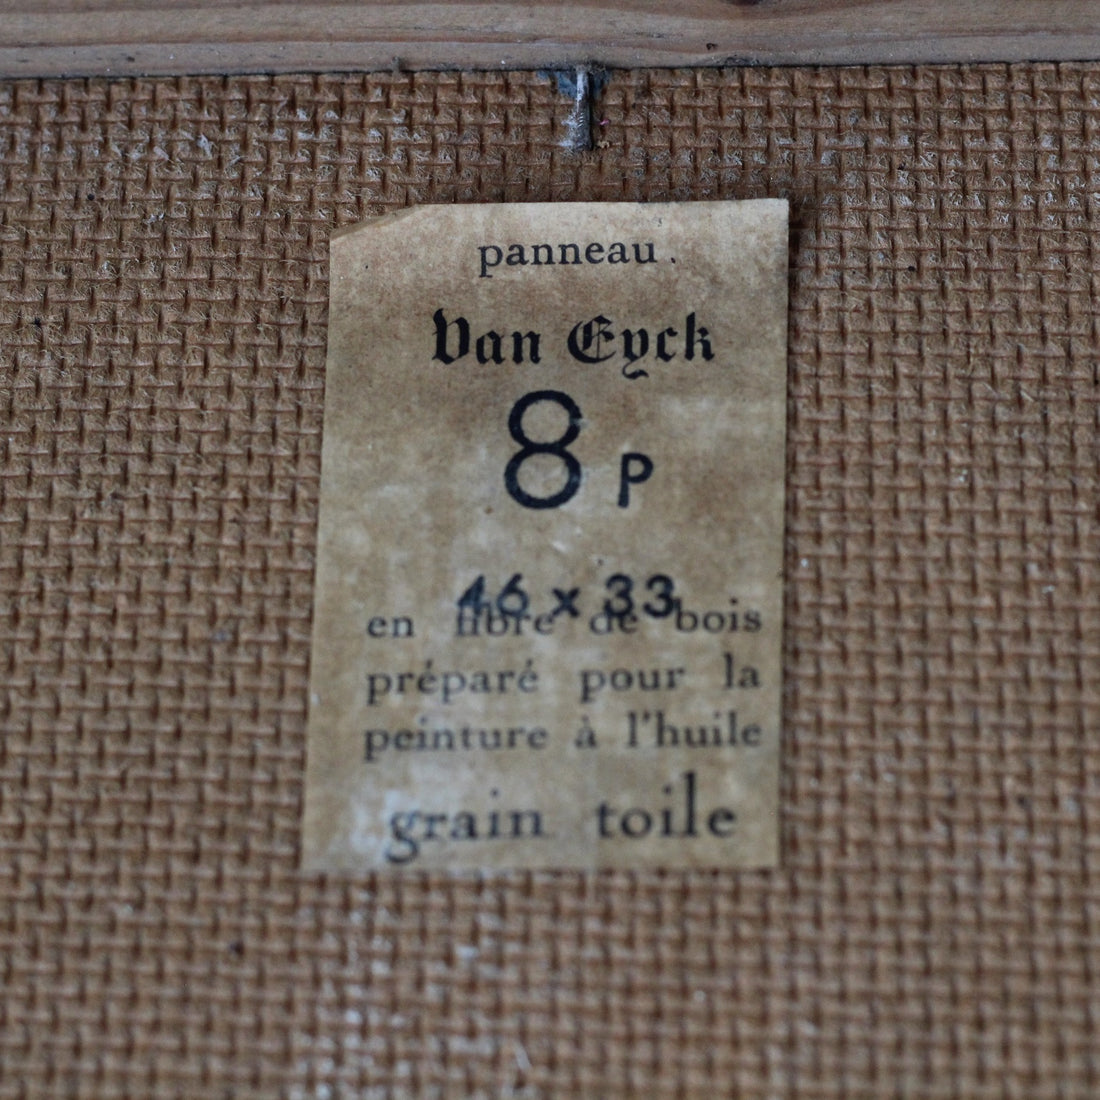 panneau
Van Eyck
8 P
46 x 33
en fibre de bois
préparé pour la
peinture à l'huile
grain toile